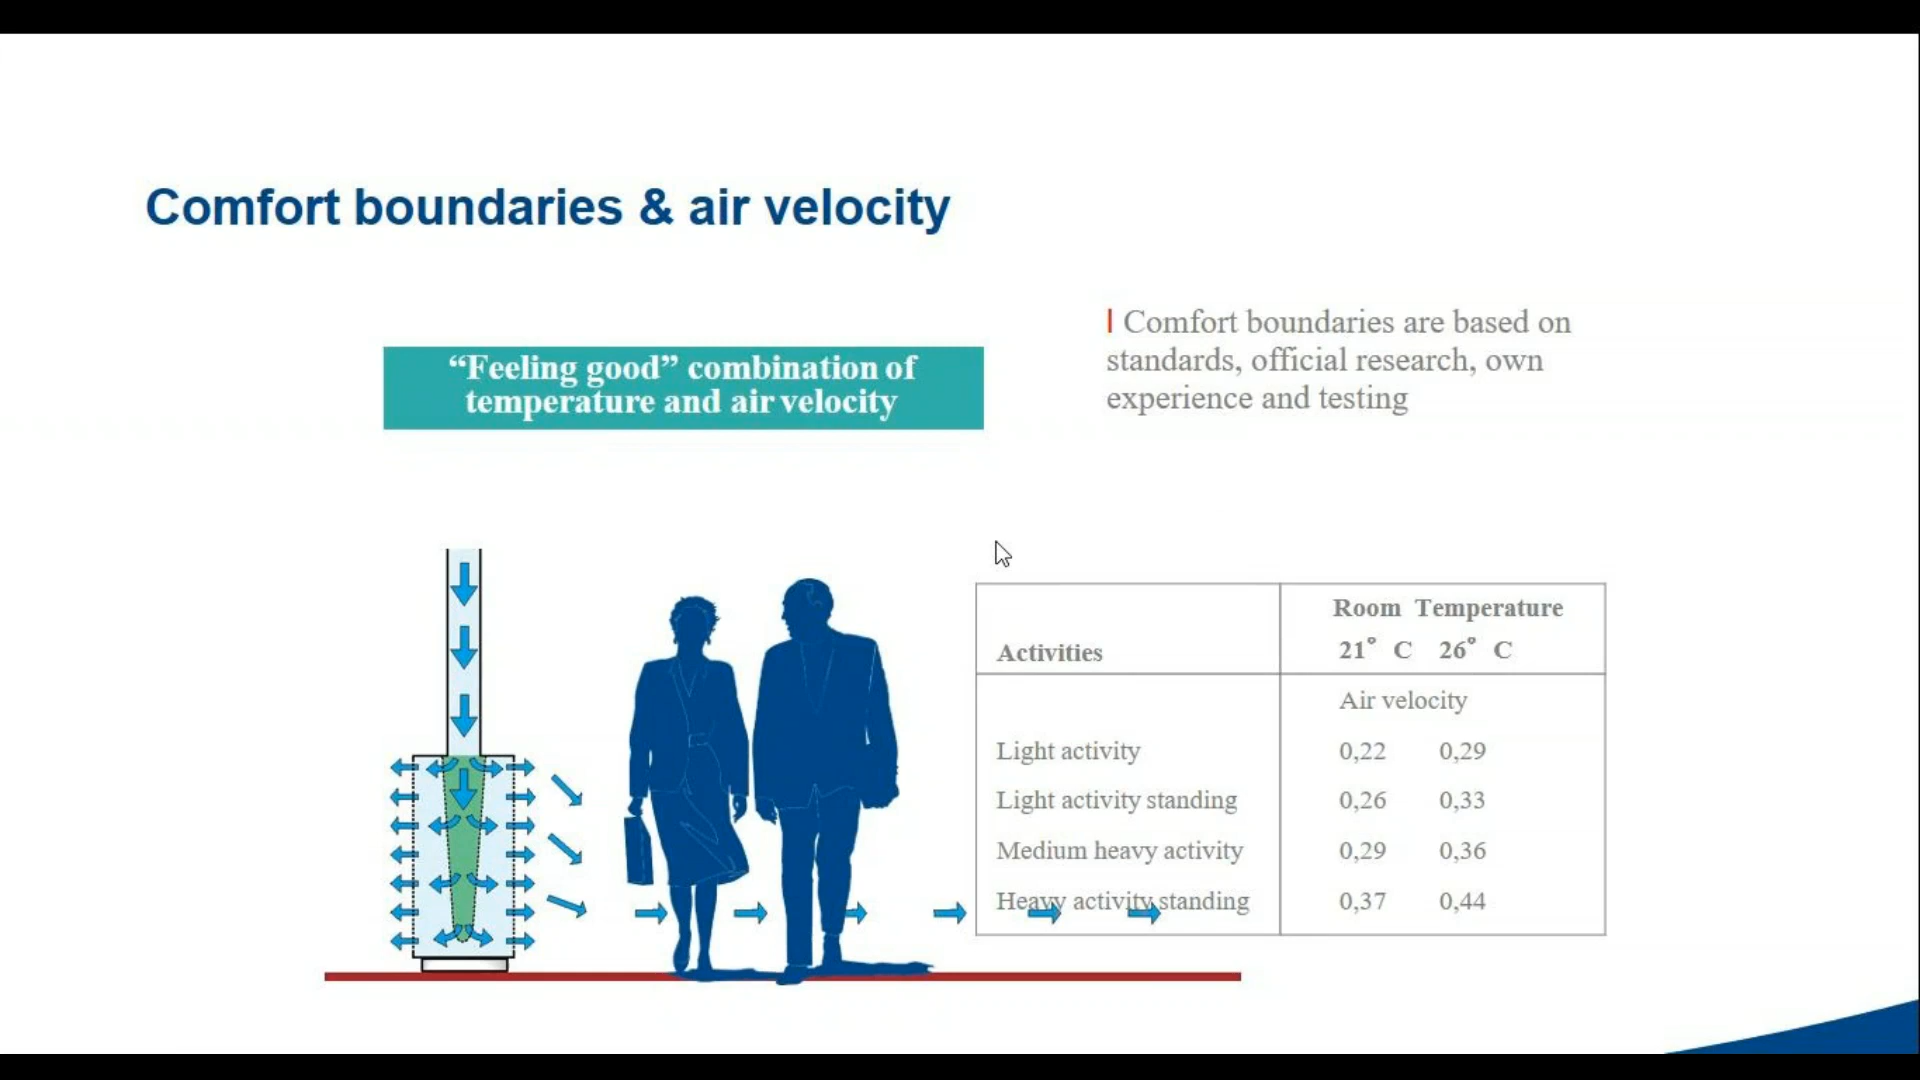 Comfort boundaries & air velocity
“Feeling good” combination of
temperature and air velocity
Comfort boundaries are based on
standards, official research, own
experience and testing
Room Temperature
Activities 21° C 26° C
Air velocity
Light activity 0,22 0,29
Light activity standing 0,26 0,33
Medium heavy activity 0,29 0,36
Heavy activity standing 0,37 0,44